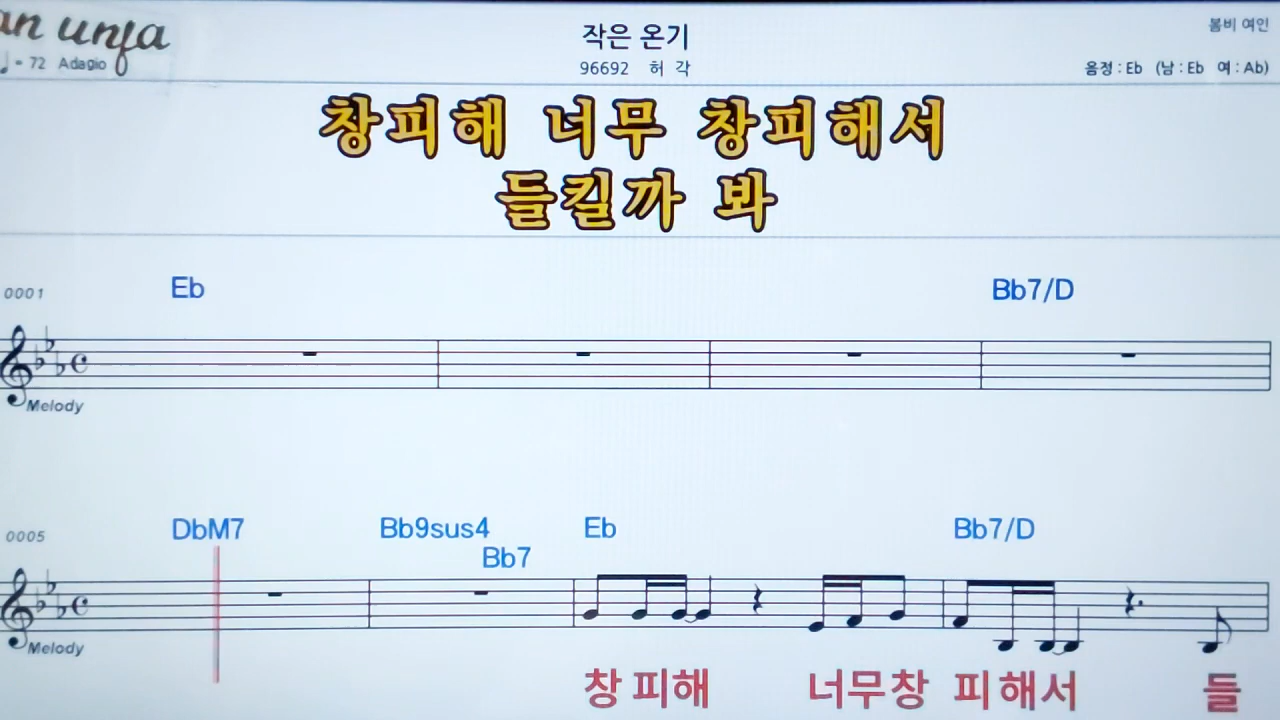 an unfa
작은 온기
봄비 여인
♩= 72 Adagio
96692 허 각
음정 : Eb (남 : Eb 여 : Ab)
창피해 너무 창피해서
들킬까 봐
0001
Eb
Bb7/D
Melody
0005
DbM7
Bb9sus4
Bb7
Eb
Bb7/D
Melody
창 피해 너무창 피해서 들